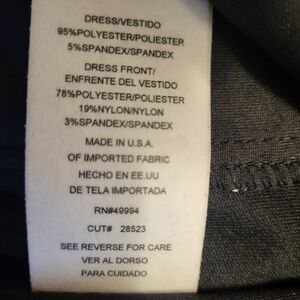 DRESS/VESTIDO
95%POLYESTER/POLIESTER
5%SPANDEX/SPANDEX
DRESS FRONT/
ENFRENTE DEL VESTIDO
78%POLYESTER/POLIESTER
19%NYLON/NYLON
3%SPANDEX/SPANDEX
MADE IN U.S.A.
OF IMPORTED FABRIC
HECHO EN EE.UU
DE TELA IMPORTADA
RN#49994
CUT# 28523
SEE REVERSE FOR CARE
VER AL DORSO
PARA CUIDADO